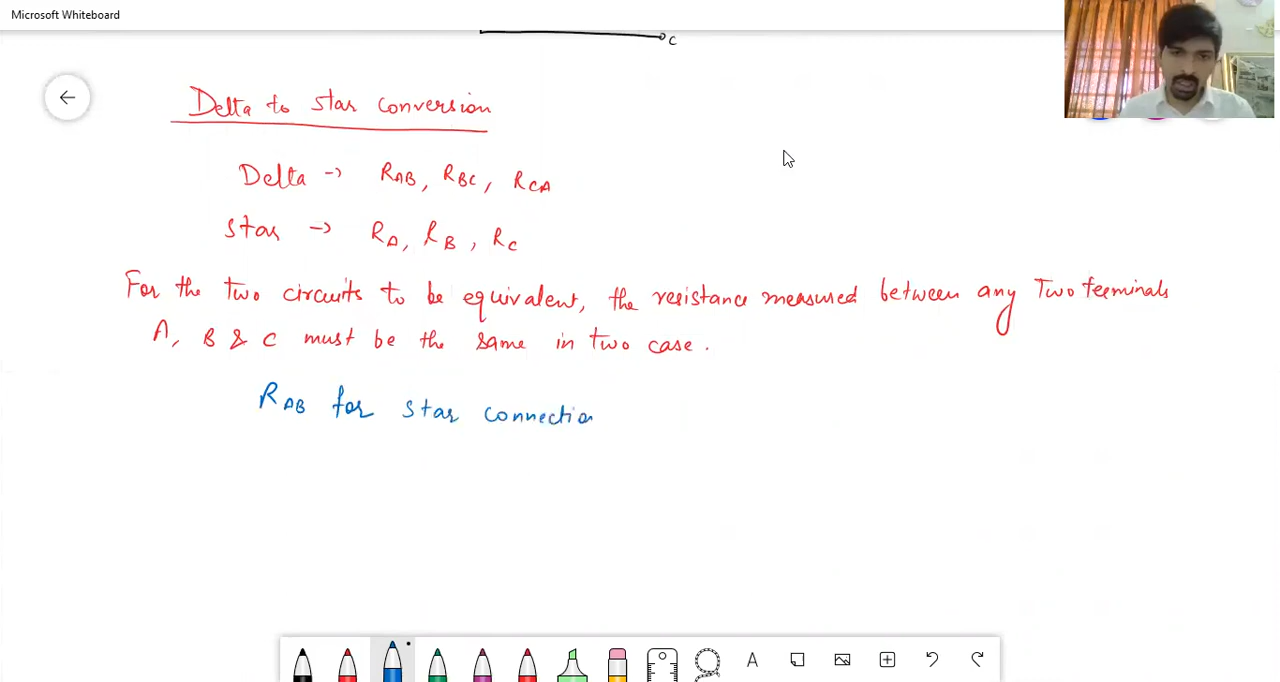 Microsoft Whiteboard
C
Delta to star conversion
Delta → RAB, RBC, RCA
Star → RA, RB, RC
For the two circuits to be equivalent, the resistance measured between any Two terminals
A, B & C must be the same in two case.
RAB for star connectio
A